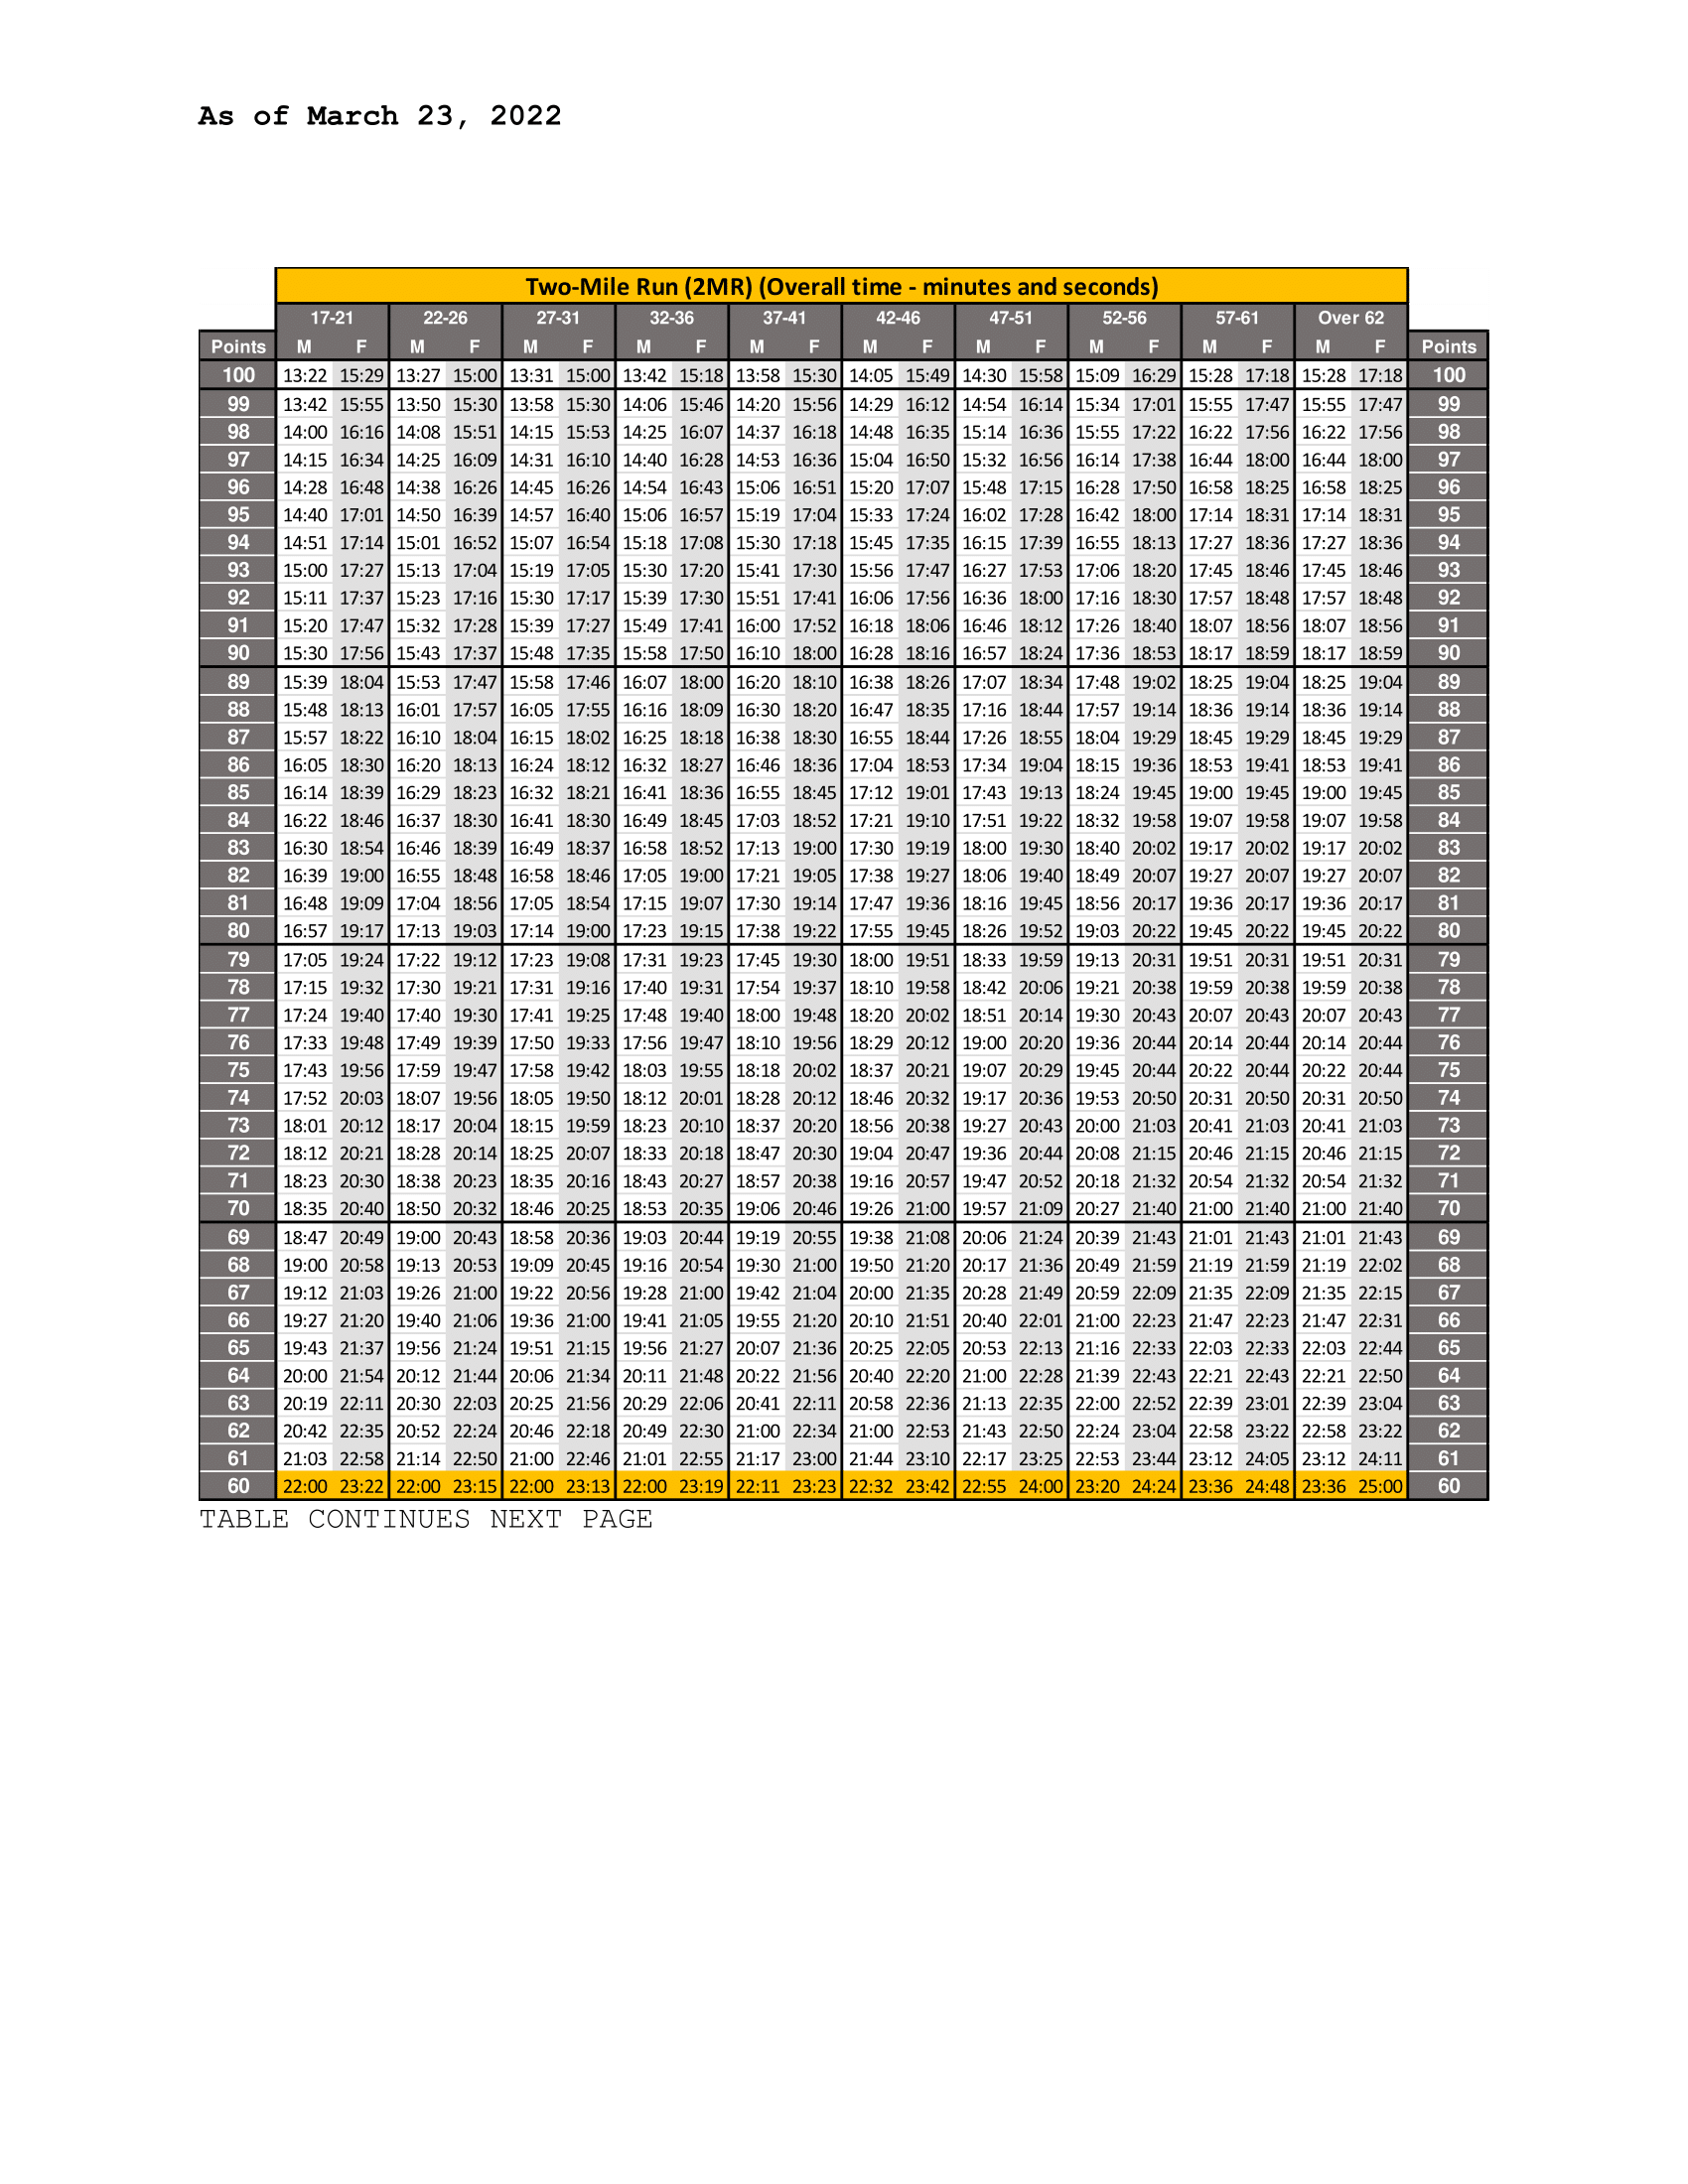 As of March 23, 2022
Two-Mile Run (2MR) (Overall time - minutes and seconds)
17-21 22-26 27-31 32-36 37-41 42-46 47-51 52-56 57-61 Over 62
Points M F M F M F M F M F M F M F M F M F M F Points
100 13:22 15:29 13:27 15:00 13:31 15:00 13:42 15:18 13:58 15:30 14:05 15:49 14:30 15:58 15:09 16:29 15:28 17:18 15:28 17:18 100
99 13:42 15:55 13:50 15:30 13:58 15:30 14:06 15:46 14:20 15:56 14:29 16:12 14:54 16:14 15:34 17:01 15:55 17:47 15:55 17:47 99
98 14:00 16:16 14:08 15:51 14:15 15:53 14:25 16:07 14:37 16:18 14:48 16:35 15:14 16:36 15:55 17:22 16:22 17:56 16:22 17:56 98
97 14:15 16:34 14:25 16:09 14:31 16:10 14:40 16:28 14:53 16:36 15:04 16:50 15:32 16:56 16:14 17:38 16:44 18:00 16:44 18:00 97
96 14:28 16:48 14:38 16:26 14:45 16:26 14:54 16:43 15:06 16:51 15:20 17:07 15:48 17:15 16:28 17:50 16:58 18:25 16:58 18:25 96
95 14:40 17:01 14:50 16:39 14:57 16:40 15:06 16:57 15:19 17:04 15:33 17:24 16:02 17:28 16:42 18:00 17:14 18:31 17:14 18:31 95
94 14:51 17:14 15:01 16:52 15:07 16:54 15:18 17:08 15:30 17:18 15:45 17:35 16:15 17:39 16:55 18:13 17:27 18:36 17:27 18:36 94
93 15:00 17:27 15:13 17:04 15:19 17:05 15:30 17:20 15:41 17:30 15:56 17:47 16:27 17:53 17:06 18:20 17:45 18:46 17:45 18:46 93
92 15:11 17:37 15:23 17:16 15:30 17:17 15:39 17:30 15:51 17:41 16:06 17:56 16:36 18:00 17:16 18:30 17:57 18:48 17:57 18:48 92
91 15:20 17:47 15:32 17:28 15:39 17:27 15:49 17:41 16:00 17:52 16:18 18:06 16:46 18:12 17:26 18:40 18:07 18:56 18:07 18:56 91
90 15:30 17:56 15:43 17:37 15:48 17:35 15:58 17:50 16:10 18:00 16:28 18:16 16:57 18:24 17:36 18:53 18:17 18:59 18:17 18:59 90
89 15:39 18:04 15:53 17:47 15:58 17:46 16:07 18:00 16:20 18:10 16:38 18:26 17:07 18:34 17:48 19:02 18:25 19:04 18:25 19:04 89
88 15:48 18:13 16:01 17:57 16:05 17:55 16:16 18:09 16:30 18:20 16:47 18:35 17:16 18:44 17:57 19:14 18:36 19:14 18:36 19:14 88
87 15:57 18:22 16:10 18:04 16:15 18:02 16:25 18:18 16:38 18:30 16:55 18:44 17:26 18:55 18:04 19:29 18:45 19:29 18:45 19:29 87
86 16:05 18:30 16:20 18:13 16:24 18:12 16:32 18:27 16:46 18:36 17:04 18:53 17:34 19:04 18:15 19:36 18:53 19:41 18:53 19:41 86
85 16:14 18:39 16:29 18:23 16:32 18:21 16:41 18:36 16:55 18:45 17:12 19:01 17:43 19:13 18:24 19:45 19:00 19:45 19:00 19:45 85
84 16:22 18:46 16:37 18:30 16:41 18:30 16:49 18:45 17:03 18:52 17:21 19:10 17:51 19:22 18:32 19:58 19:07 19:58 19:07 19:58 84
83 16:30 18:54 16:46 18:39 16:49 18:37 16:58 18:52 17:13 19:00 17:30 19:19 18:00 19:30 18:40 20:02 19:17 20:02 19:17 20:02 83
82 16:39 19:00 16:55 18:48 16:58 18:46 17:05 19:00 17:21 19:05 17:38 19:27 18:06 19:40 18:49 20:07 19:27 20:07 19:27 20:07 82
81 16:48 19:09 17:04 18:56 17:05 18:54 17:15 19:07 17:30 19:14 17:47 19:36 18:16 19:45 18:56 20:17 19:36 20:17 19:36 20:17 81
80 16:57 19:17 17:13 19:03 17:14 19:00 17:23 19:15 17:38 19:22 17:55 19:45 18:26 19:52 19:03 20:22 19:45 20:22 19:45 20:22 80
79 17:05 19:24 17:22 19:12 17:23 19:08 17:31 19:23 17:45 19:30 18:00 19:51 18:33 19:59 19:13 20:31 19:51 20:31 19:51 20:31 79
78 17:15 19:32 17:30 19:21 17:31 19:16 17:40 19:31 17:54 19:37 18:10 19:58 18:42 20:06 19:21 20:38 19:59 20:38 19:59 20:38 78
77 17:24 19:40 17:40 19:30 17:41 19:25 17:48 19:40 18:00 19:48 18:20 20:02 18:51 20:14 19:30 20:43 20:07 20:43 20:07 20:43 77
76 17:33 19:48 17:49 19:39 17:50 19:33 17:56 19:47 18:10 19:56 18:29 20:12 19:00 20:20 19:36 20:44 20:14 20:44 20:14 20:44 76
75 17:43 19:56 17:59 19:47 17:58 19:42 18:03 19:55 18:18 20:02 18:37 20:21 19:07 20:29 19:45 20:44 20:22 20:44 20:22 20:44 75
74 17:52 20:03 18:07 19:56 18:05 19:50 18:12 20:01 18:28 20:12 18:46 20:32 19:17 20:36 19:53 20:50 20:31 20:50 20:31 20:50 74
73 18:01 20:12 18:17 20:04 18:15 19:59 18:23 20:10 18:37 20:20 18:56 20:38 19:27 20:43 20:00 21:03 20:41 21:03 20:41 21:03 73
72 18:12 20:21 18:28 20:14 18:25 20:07 18:33 20:18 18:47 20:30 19:04 20:47 19:36 20:44 20:08 21:15 20:46 21:15 20:46 21:15 72
71 18:23 20:30 18:38 20:23 18:35 20:16 18:43 20:27 18:57 20:38 19:16 20:57 19:47 20:52 20:18 21:32 20:54 21:32 20:54 21:32 71
70 18:35 20:40 18:50 20:32 18:46 20:25 18:53 20:35 19:06 20:46 19:26 21:00 19:57 21:09 20:27 21:40 21:00 21:40 21:00 21:40 70
69 18:47 20:49 19:00 20:43 18:58 20:36 19:03 20:44 19:19 20:55 19:38 21:08 20:06 21:24 20:39 21:43 21:01 21:43 21:01 21:43 69
68 19:00 20:58 19:13 20:53 19:09 20:45 19:16 20:54 19:30 21:00 19:50 21:20 20:17 21:36 20:49 21:59 21:19 21:59 21:19 22:02 68
67 19:12 21:03 19:26 21:00 19:22 20:56 19:28 21:00 19:42 21:04 20:00 21:35 20:28 21:49 20:59 22:09 21:35 22:09 21:35 22:15 67
66 19:27 21:20 19:40 21:06 19:36 21:00 19:41 21:05 19:55 21:20 20:10 21:51 20:40 22:01 21:00 22:23 21:47 22:23 21:47 22:31 66
65 19:43 21:37 19:56 21:24 19:51 21:15 19:56 21:27 20:07 21:36 20:25 22:05 20:53 22:13 21:16 22:33 22:03 22:33 22:03 22:44 65
64 20:00 21:54 20:12 21:44 20:06 21:34 20:11 21:48 20:22 21:56 20:40 22:20 21:00 22:28 21:39 22:43 22:21 22:43 22:21 22:50 64
63 20:19 22:11 20:30 22:03 20:25 21:56 20:29 22:06 20:41 22:11 20:58 22:36 21:13 22:35 22:00 22:52 22:39 23:01 22:39 23:04 63
62 20:42 22:35 20:52 22:24 20:46 22:18 20:49 22:30 21:00 22:34 21:00 22:53 21:43 22:50 22:24 23:04 22:58 23:22 22:58 23:22 62
61 21:03 22:58 21:14 22:50 21:00 22:46 21:01 22:55 21:17 23:00 21:44 23:10 22:17 23:25 22:53 23:44 23:12 24:05 23:12 24:11 61
60 22:00 23:22 22:00 23:15 22:00 23:13 22:00 23:19 22:11 23:23 22:32 23:42 22:55 24:00 23:20 24:24 23:36 24:48 23:36 25:00 60
TABLE CONTINUES NEXT PAGE